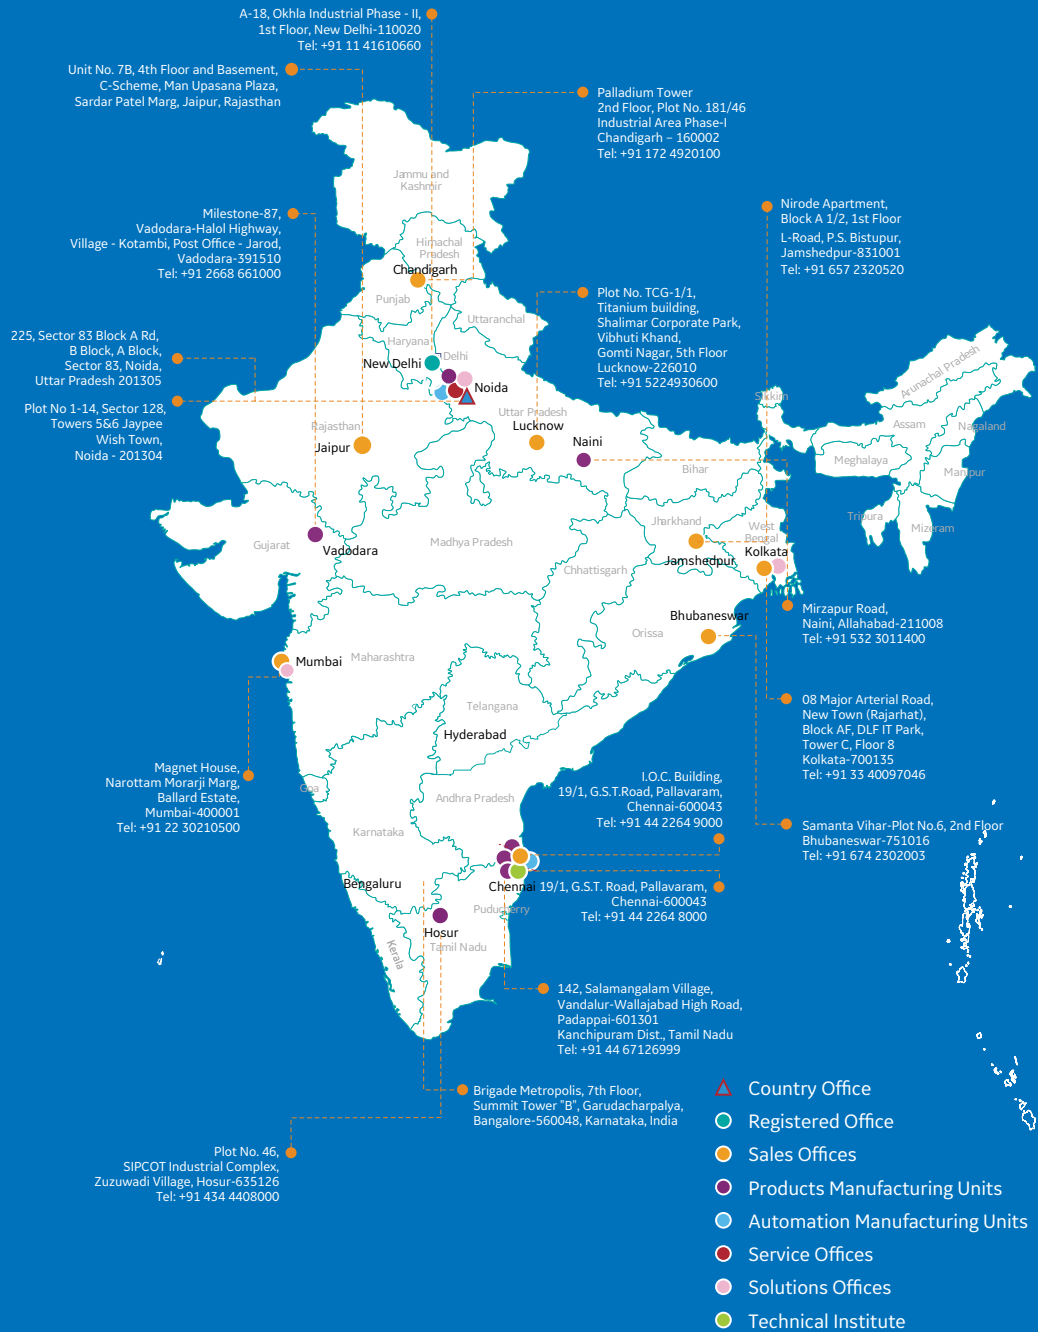 A-18, Okhla Industrial Phase - II,
1st Floor, New Delhi-110020
Tel: +91 11 41610660
Unit No. 7B, 4th Floor and Basement,
C-Scheme, Man Upasana Plaza,
Sardar Patel Marg, Jaipur, Rajasthan
Palladium Tower
2nd Floor, Plot No. 181/46
Industrial Area Phase-I
Chandigarh – 160002
Tel: +91 172 4920100
Jammu and
Kashmir
Milestone-87,
Vadodara-Halol Highway,
Village - Kotambi, Post Office - Jarod,
Vadodara-391510
Tel: +91 2668 661000
Nirode Apartment,
Block A 1/2, 1st Floor
L-Road, P.S. Bistupur,
Jamshedpur-831001
Tel: +91 657 2320520
Himachal
Pradesh
Chandigarh
Punjab
Uttaranchal
Haryana
Delhi
New Delhi
Noida
Plot No. TCG-1/1,
Titanium building,
Shalimar Corporate Park,
Vibhuti Khand,
Gomti Nagar, 5th Floor
Lucknow-226010
Tel: +91 5224930600
225, Sector 83 Block A Rd,
B Block, A Block,
Sector 83, Noida,
Uttar Pradesh 201305
Plot No 1-14, Sector 128,
Towers 5&6 Jaypee
Wish Town,
Noida - 201304
Arunachal Pradesh
Sikkim
Assam
Nagaland
Meghalaya
Manipur
Tripura
Mizeram
Uttar Pradesh
Lucknow
Rajasthan
Jaipur
Naini
Bihar
Jharkhand
West
Bengal
Kolkata
Jamshedpur
Gujarat
Vadodara
Madhya Pradesh
Chhattisgarh
Bhubaneswar
Orissa
Mirzapur Road,
Naini, Allahabad-211008
Tel: +91 532 3011400
Mumbai
Maharashtra
Telangana
Hyderabad
08 Major Arterial Road,
New Town (Rajarhat),
Block AF, DLF IT Park,
Tower C, Floor 8
Kolkata-700135
Tel: +91 33 40097046
Magnet House,
Narottam Morarji Marg,
Ballard Estate,
Mumbai-400001
Tel: +91 22 30210500
Goa
Andhra Pradesh
Karnataka
I.O.C. Building,
19/1, G.S.T.Road, Pallavaram,
Chennai-600043
Tel: +91 44 2264 9000
Samanta Vihar-Plot No.6, 2nd Floor
Bhubaneswar-751016
Tel: +91 674 2302003
Bengaluru
Chennai
19/1, G.S.T. Road, Pallavaram,
Chennai-600043
Tel: +91 44 2264 8000
Puducherry
Hosur
Tamil Nadu
Kerala
142, Salamangalam Village,
Vandalur-Wallajabad High Road,
Padappai-601301
Kanchipuram Dist., Tamil Nadu
Tel: +91 44 67126999
Brigade Metropolis, 7th Floor,
Summit Tower "B", Garudacharpalya,
Bangalore-560048, Karnataka, India
Plot No. 46,
SIPCOT Industrial Complex,
Zuzuwadi Village, Hosur-635126
Tel: +91 434 4408000
Country Office
Registered Office
Sales Offices
Products Manufacturing Units
Automation Manufacturing Units
Service Offices
Solutions Offices
Technical Institute